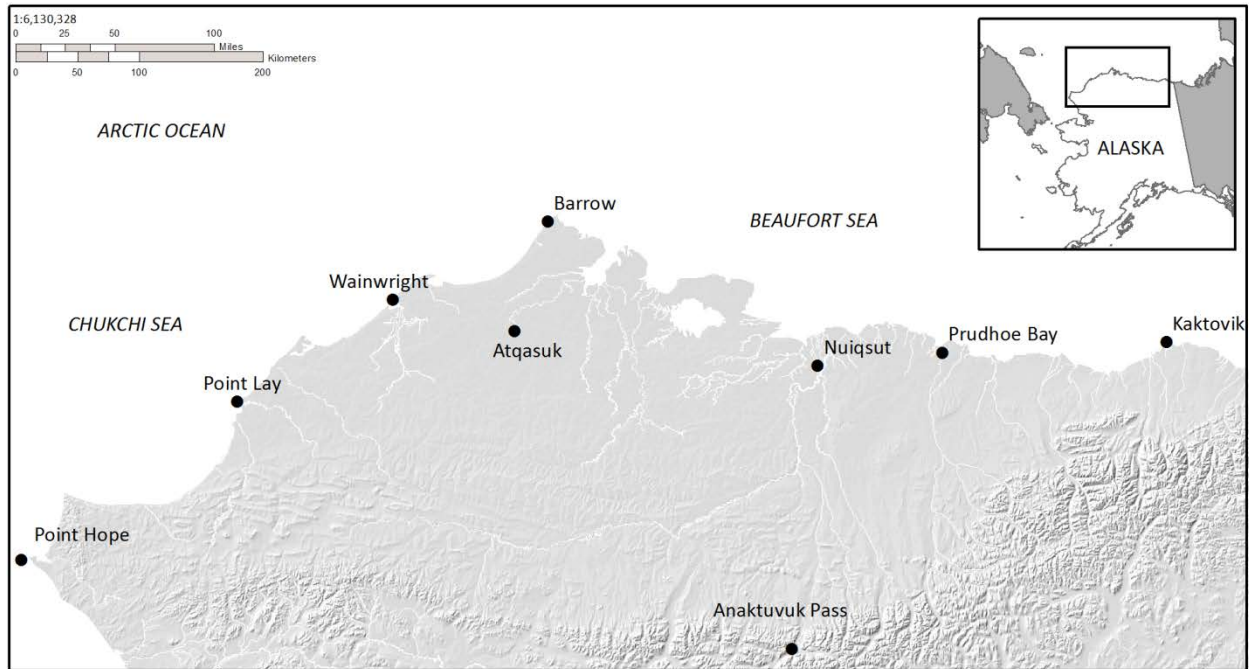 1:6,130,328
0 25 50 100
Miles
Kilometers
0 50 100 200
ARCTIC OCEAN
ALASKA
Barrow
BEAUFORT SEA
Wainwright
CHUKCHI SEA
Atqasuk
Nuiqsut
Prudhoe Bay
Kaktovik
Point Lay
Point Hope
Anaktuvuk Pass